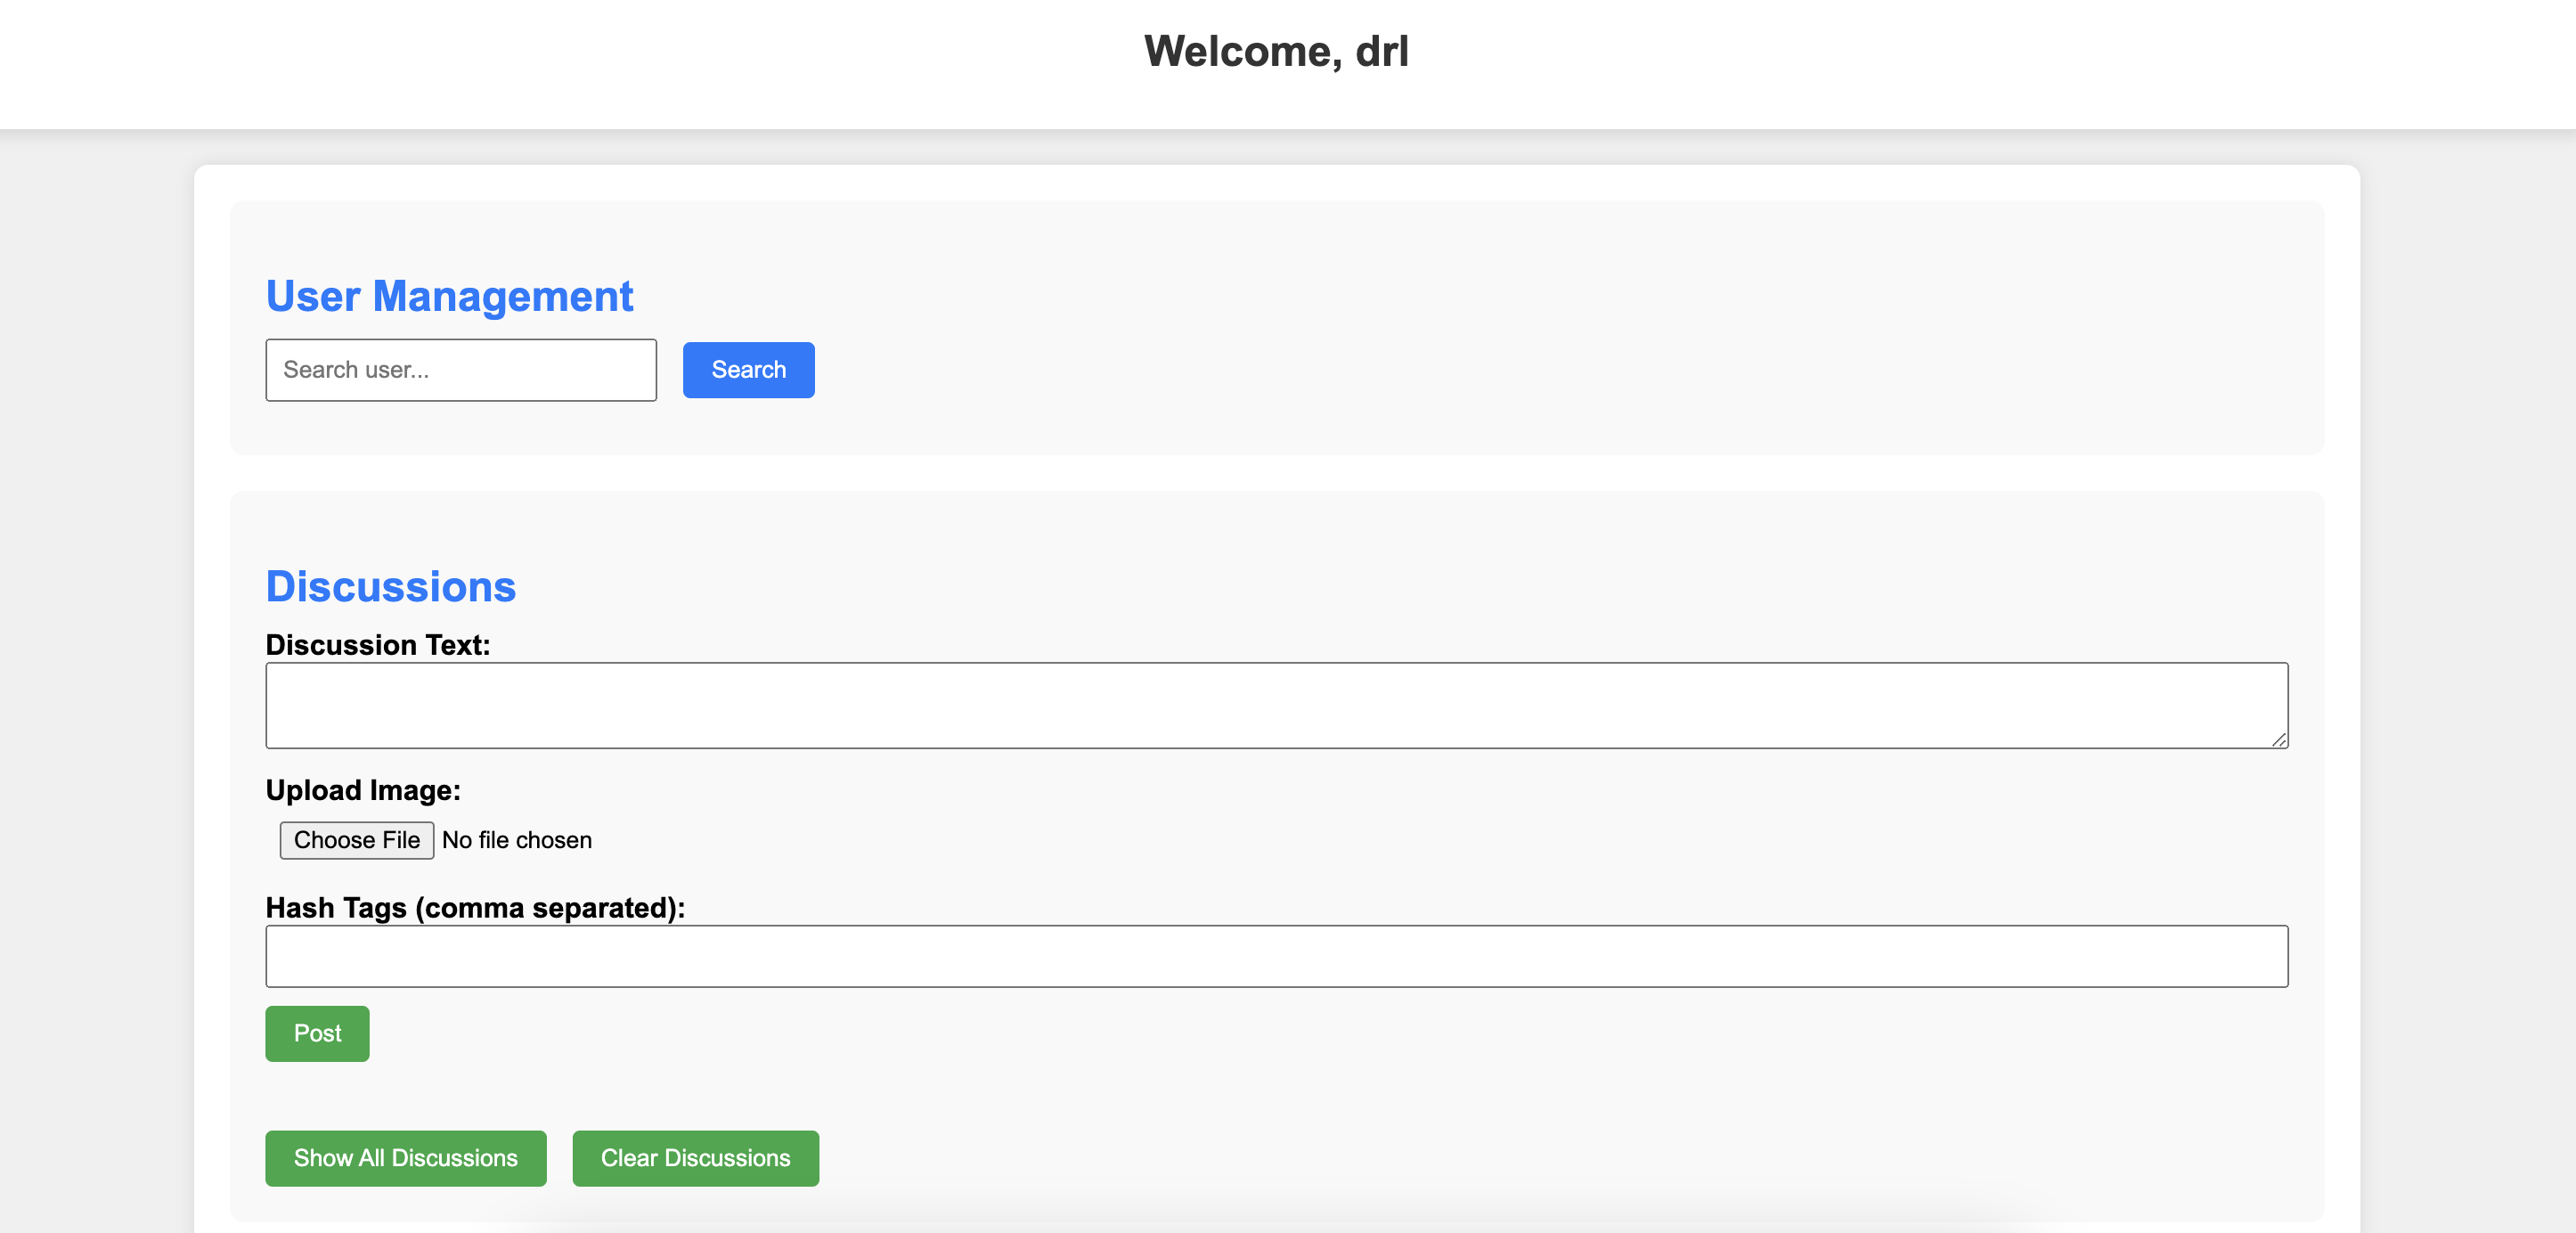 Welcome, drl
User Management
Search user...
Search
Discussions
Discussion Text:
Upload Image:
Choose File No file chosen
Hash Tags (comma separated):
Post
Show All Discussions
Clear Discussions